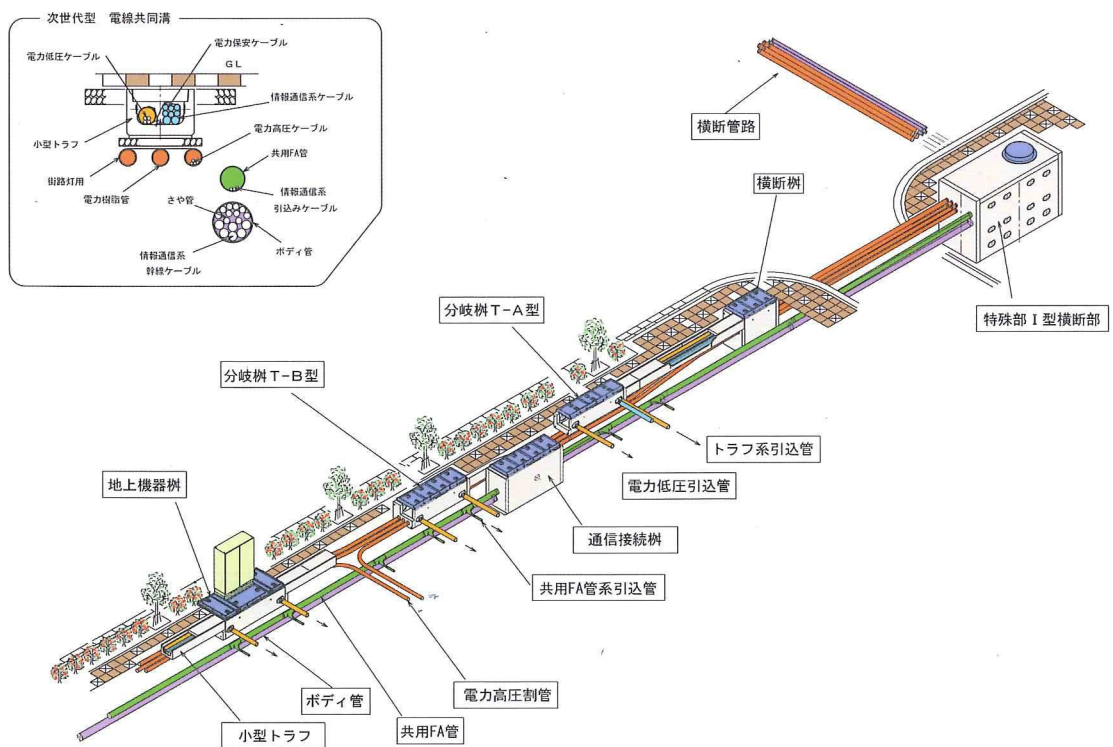 次世代型 電線共同溝
電力保安ケーブル
電力低圧ケーブル
GL
情報通信系ケーブル
小型トラフ
電力高圧ケーブル
共用FA管
街路灯用
電力樹脂管
さや管
情報通信系
引込みケーブル
ボディ管
情報通信系
幹線ケーブル
横断管路
横断桝
特殊部Ⅰ型横断部
分岐桝T-A型
分岐桝T-B型
トラフ系引込管
電力低圧引込管
地上機器桝
通信接続桝
共用FA管系引込管
電力高圧割管
ボディ管
共用FA管
小型トラフ